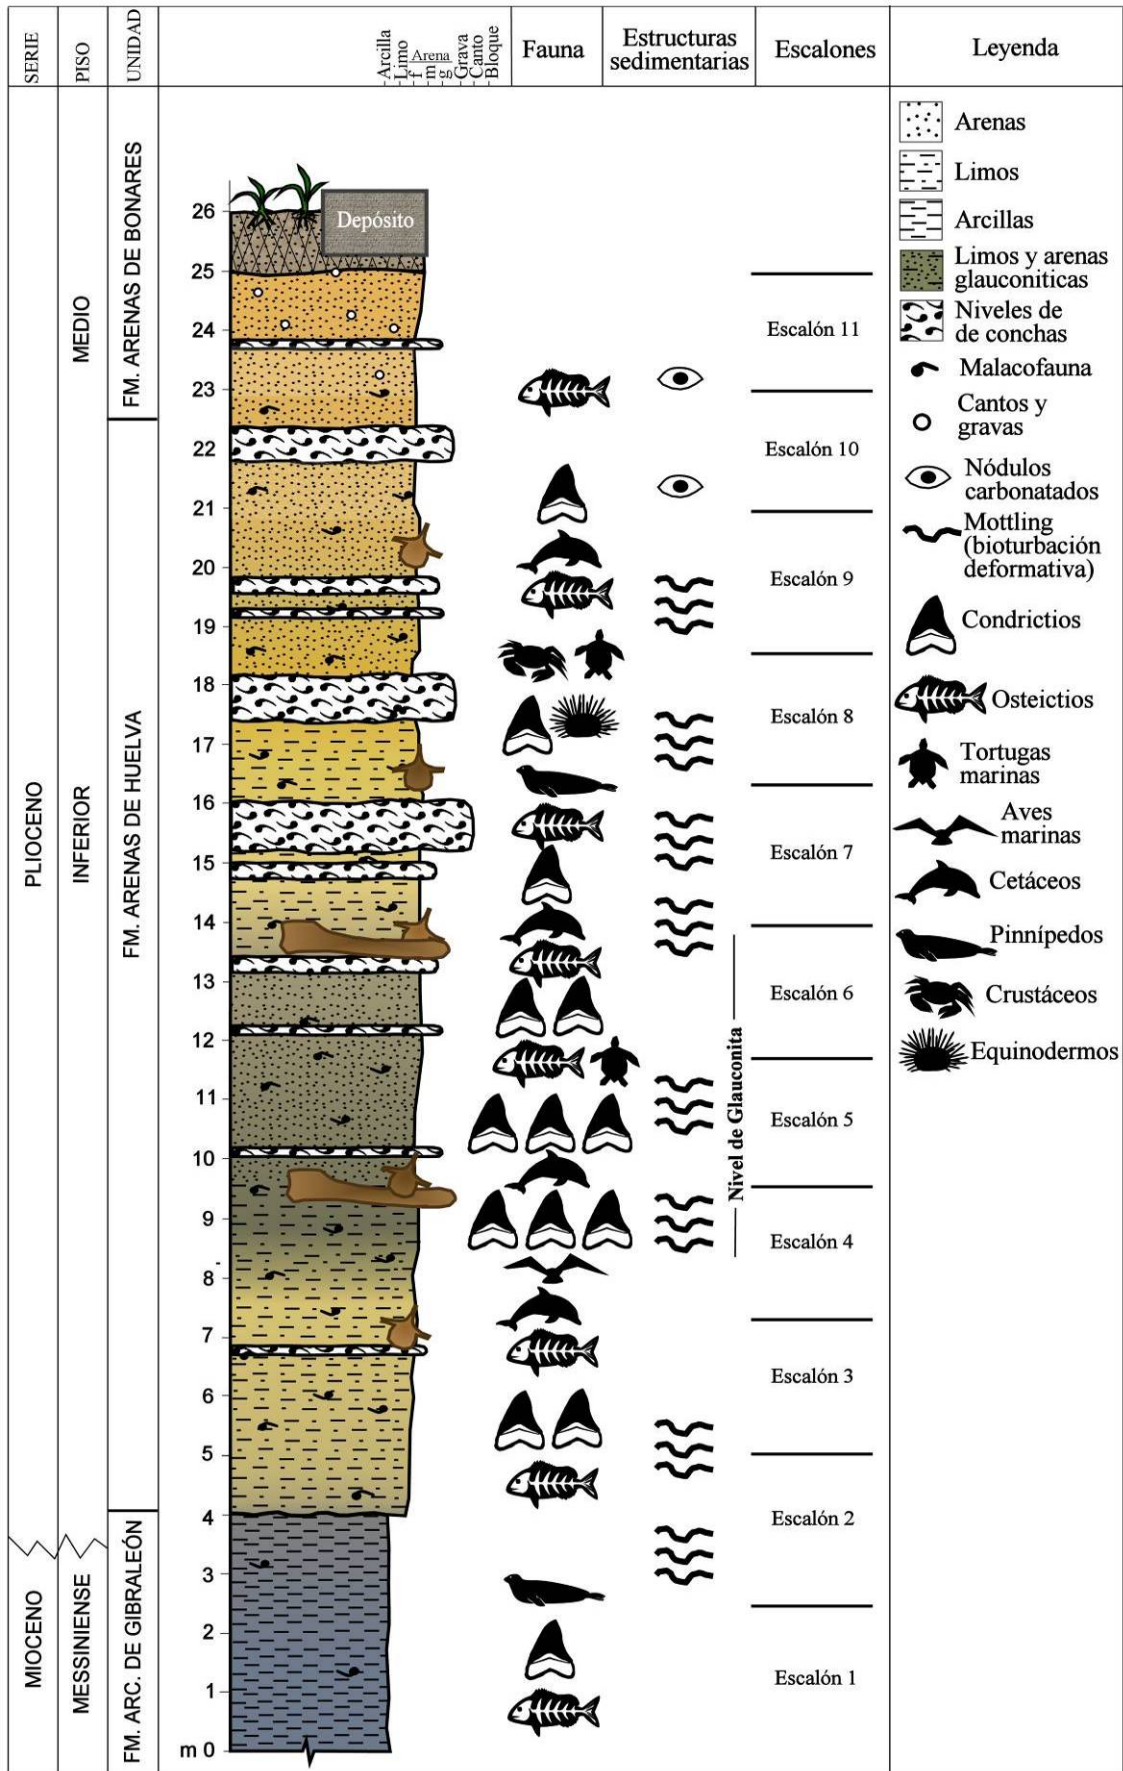 SERIE
PISO
UNIDAD
Arcilla
Limo
f
Arena
m
g
Grava
Canto
Bloque
Fauna
Estructuras
sedimentarias
Escalones
Leyenda
PLIOCENO
MIOCENO
MEDIO
INFERIOR
MESSINIENSE
FM. ARENAS DE BONARES
FM. ARENAS DE HUELVA
FM. ARC. DE GIBRALEÓN
26
25
24
23
22
21
20
19
18
17
16
15
14
13
12
11
10
9
8
7
6
5
4
3
2
1
m 0
Depósito
Nivel de Glauconita
Escalón 11
Escalón 10
Escalón 9
Escalón 8
Escalón 7
Escalón 6
Escalón 5
Escalón 4
Escalón 3
Escalón 2
Escalón 1
Arenas
Limos
Arcillas
Limos y arenas
glauconiticas
Niveles de
de conchas
Malacofauna
Cantos y
gravas
Nódulos
carbonatados
Mottling
(bioturbación
deformativa)
Condrictios
Osteictios
Tortugas
marinas
Aves
marinas
Cetáceos
Pinnípedos
Crustáceos
Equinodermos